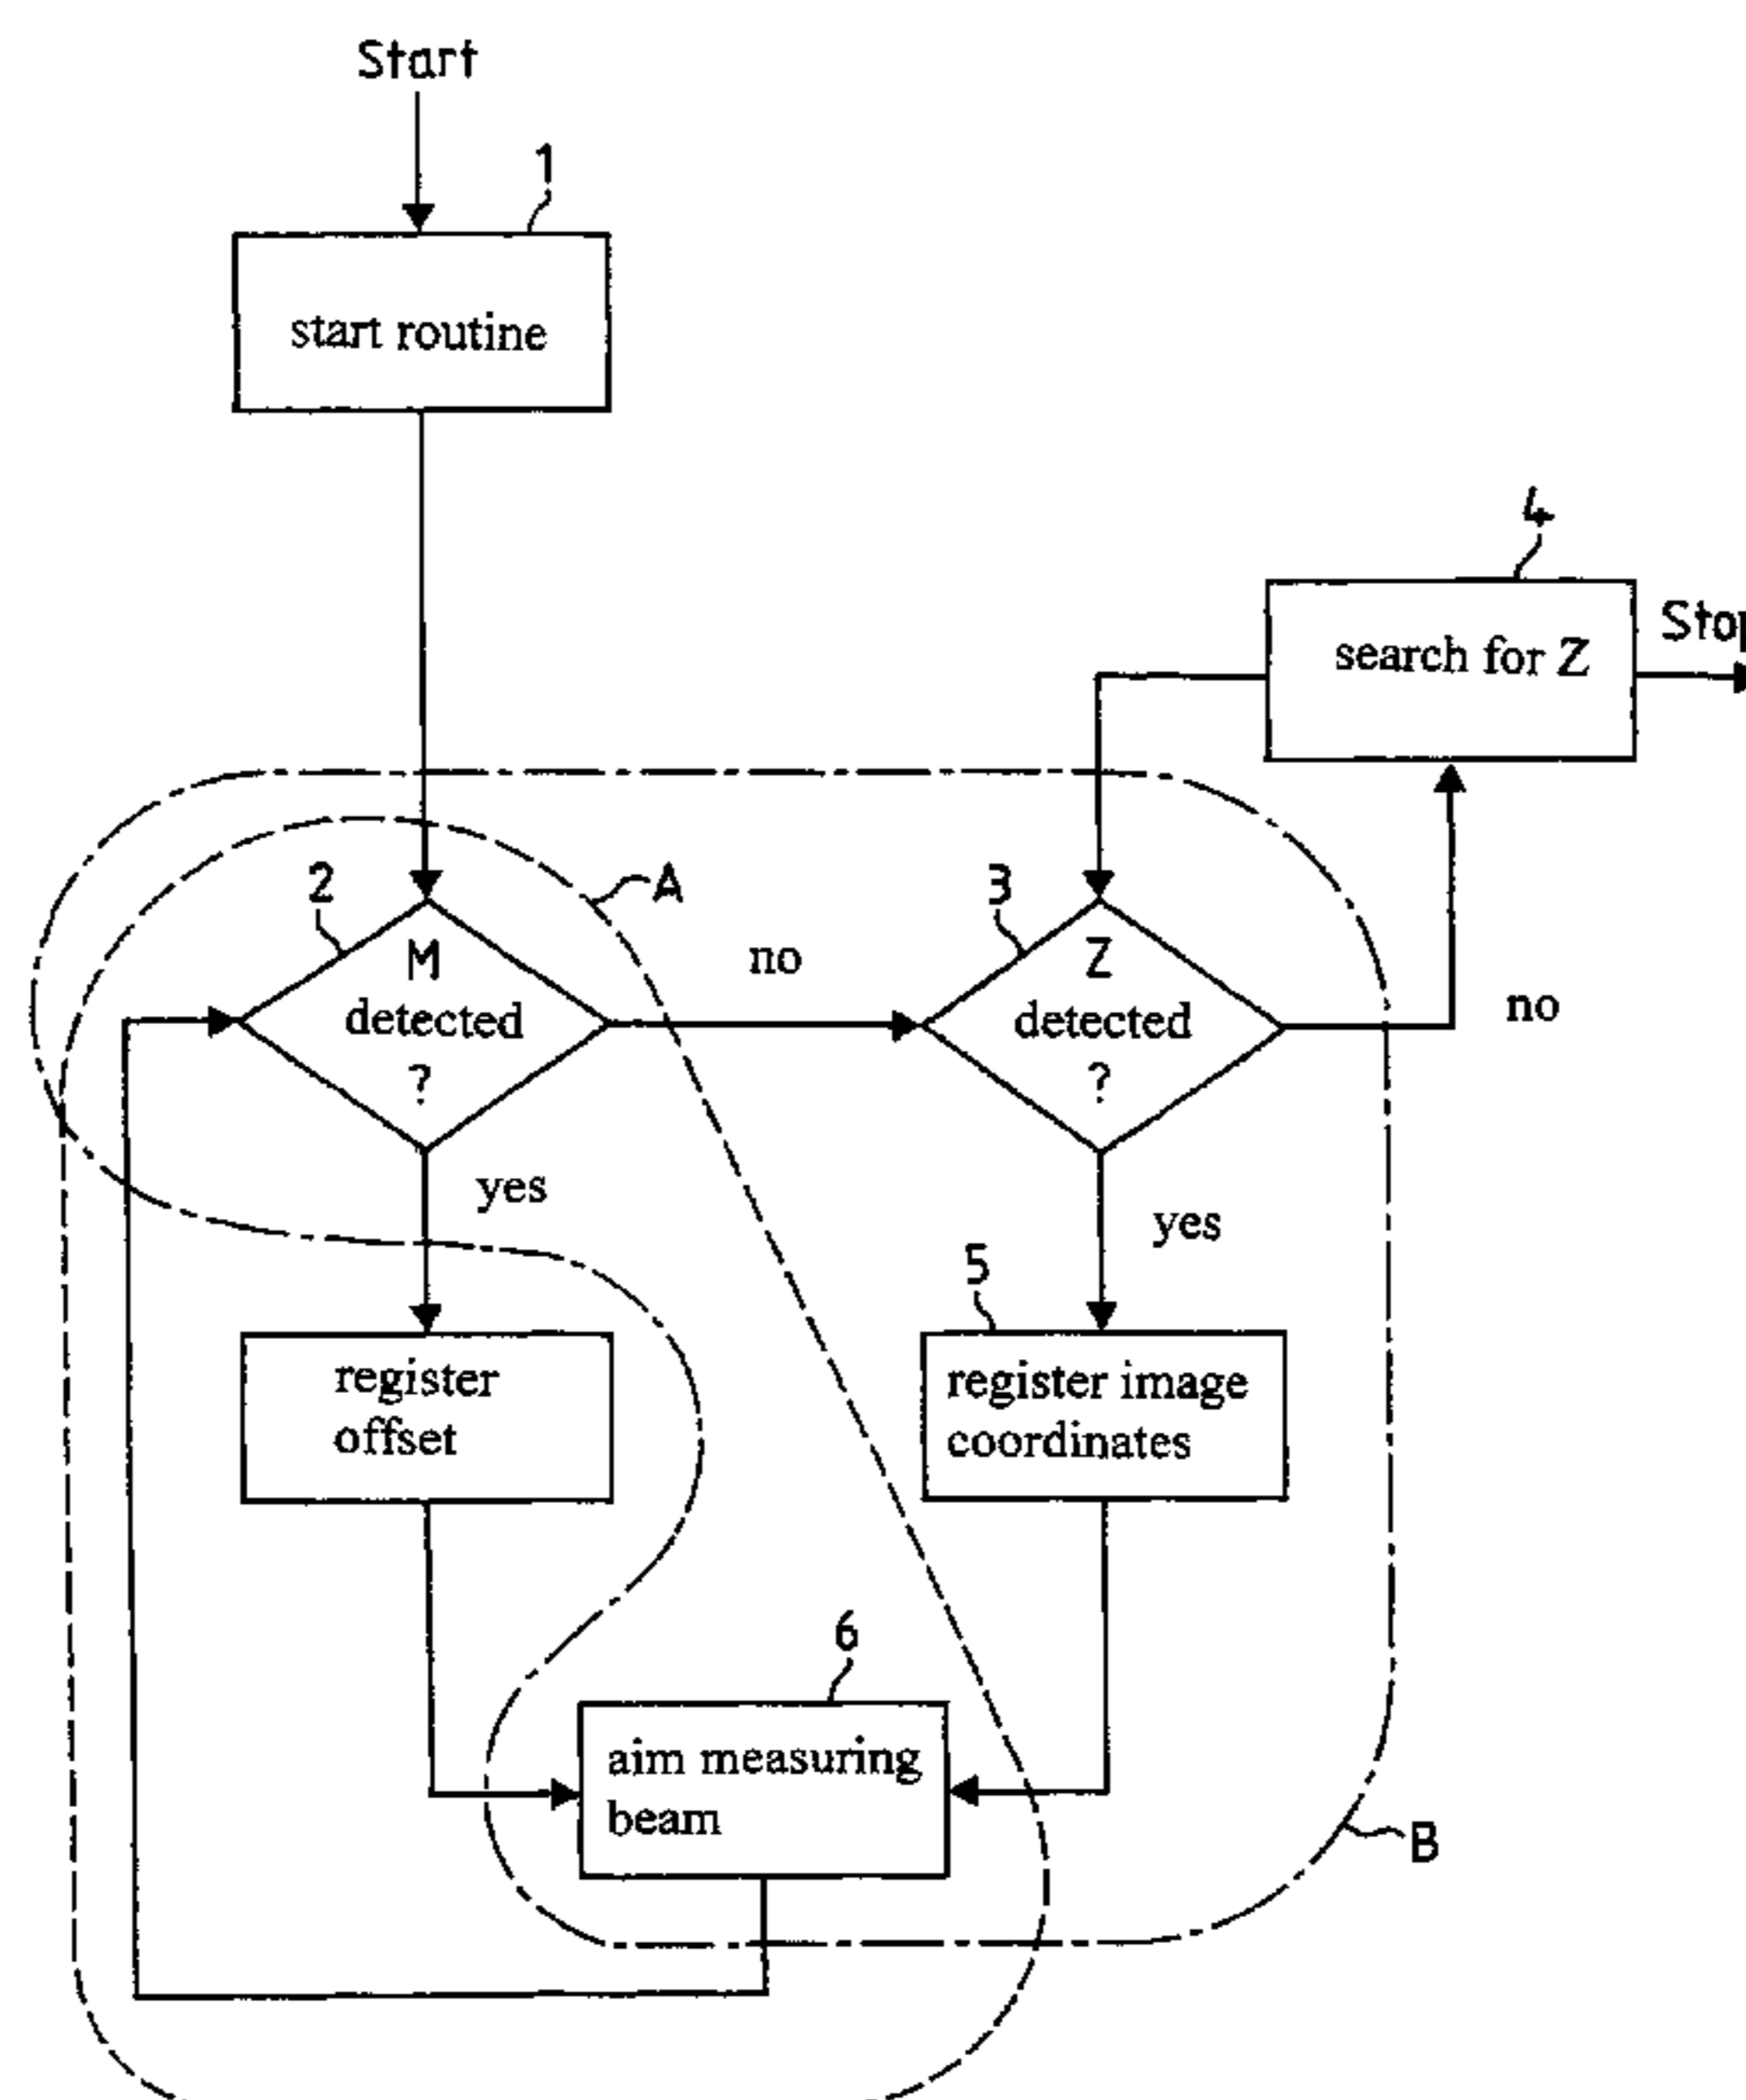 Start
1
start routine
4
search for Z
2
A
3
M
detected
?
no
Z
detected
?
no
yes
yes
5
register
offset
register image
coordinates
6
aim measuring
beam
B